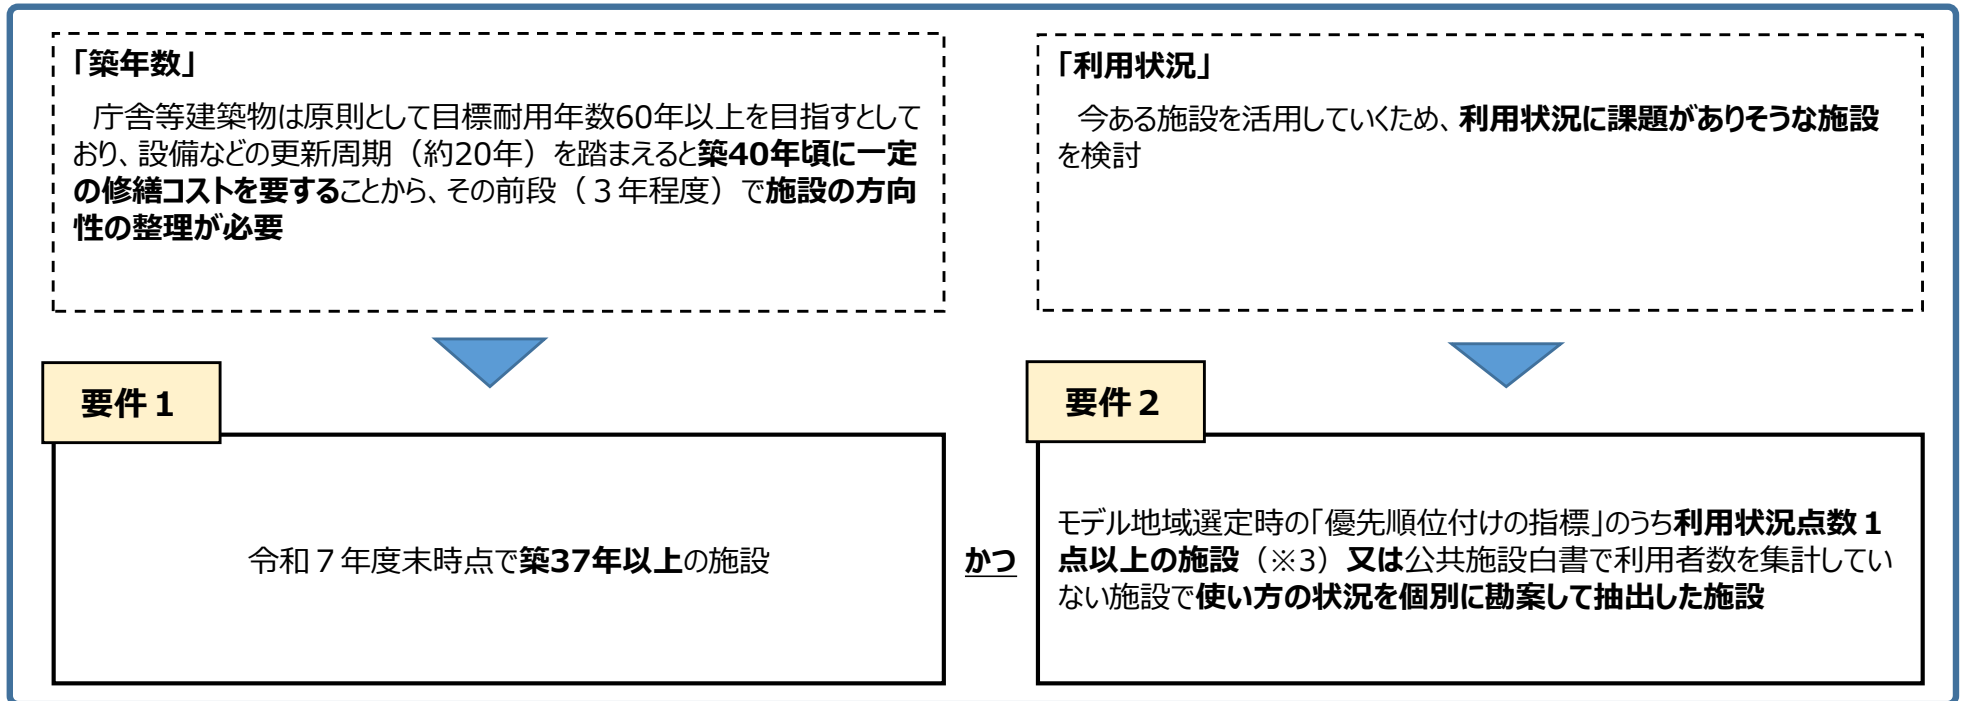 「築年数」
庁舎等建築物は原則として目標耐用年数60年以上を目指すとして
おり、設備などの更新周期（約20年）を踏まえると築40年頃に一定
の修繕コストを要することから、その前段（３年程度）で施設の方向
性の整理が必要
「利用状況」
今ある施設を活用していくため、利用状況に課題がありそうな施設
を検討
要件１
令和７年度末時点で築37年以上の施設
かつ
要件２
モデル地域選定時の「優先順位付けの指標」のうち利用状況点数１
点以上の施設（※3）又は公共施設白書で利用者数を集計してい
ない施設で使い方の状況を個別に勘案して抽出した施設